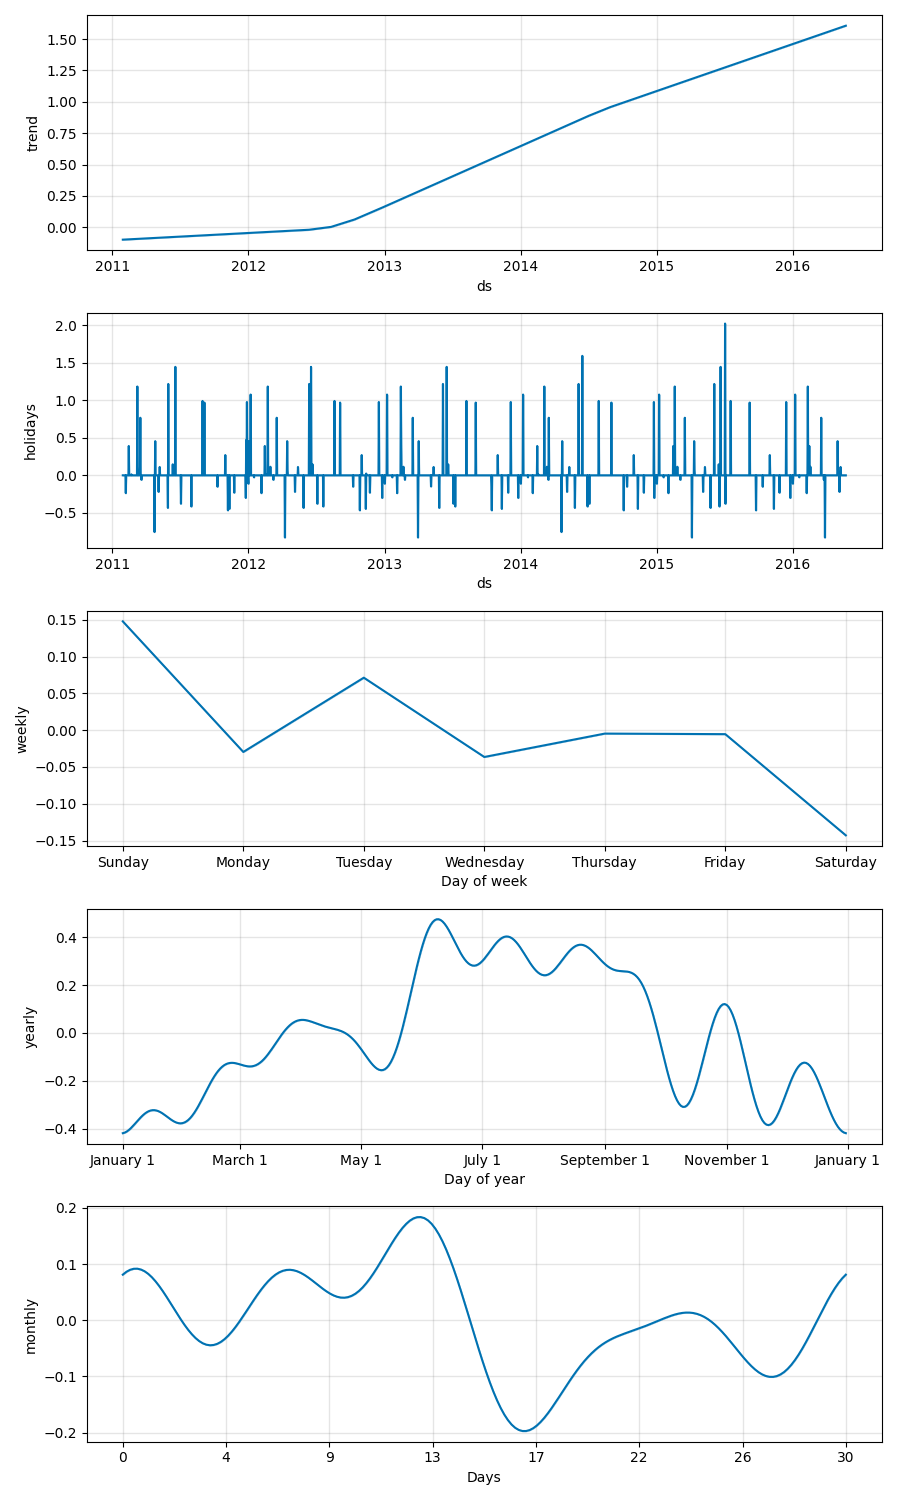 1.50
1.25
1.00
0.75
0.50
0.25
0.00
trend
2011 2012 2013 2014 2015 2016
ds
2.0
1.5
1.0
0.5
0.0
−0.5
holidays
2011 2012 2013 2014 2015 2016
ds
0.15
0.10
0.05
0.00
−0.05
−0.10
−0.15
weekly
Sunday Monday Tuesday Wednesday Thursday Friday Saturday
Day of week
0.4
0.2
0.0
−0.2
−0.4
yearly
January 1 March 1 May 1 July 1 September 1 November 1 January 1
Day of year
0.2
0.1
0.0
−0.1
−0.2
monthly
0 4 9 13 17 22 26 30
Days